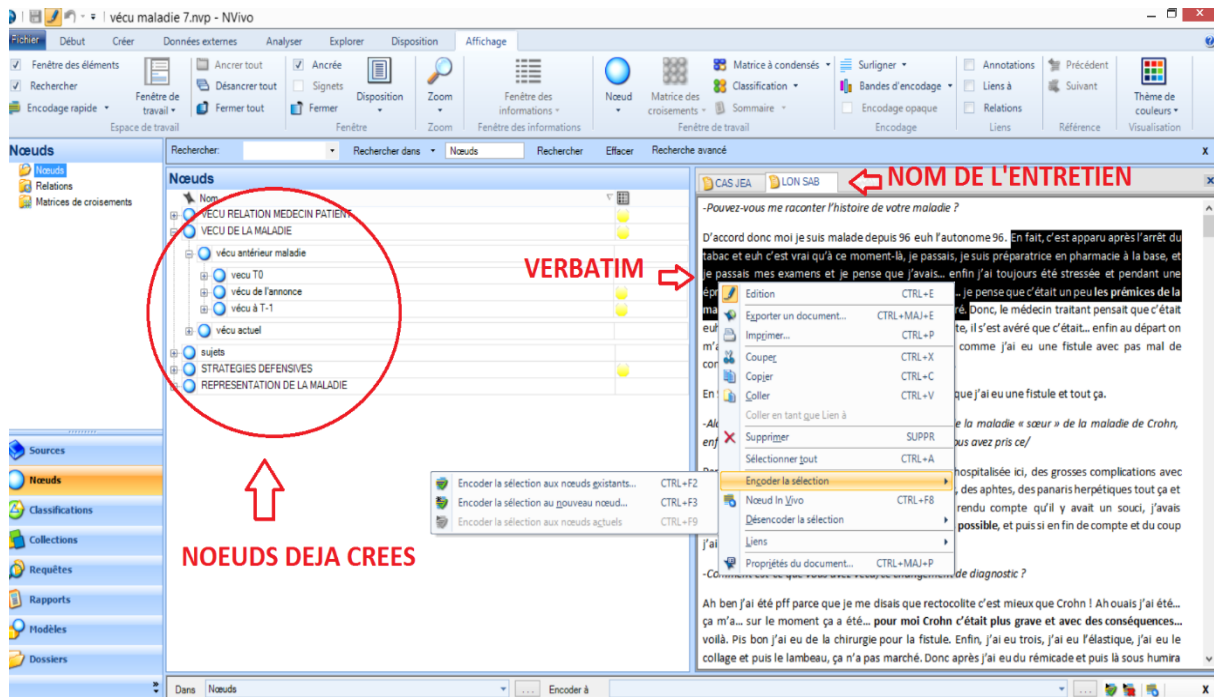 vécu maladie 7.nvp - NVivo
Fichier Début Créer Données externes Analyser Explorer Disposition Affichage
Fenêtre des éléments
Rechercher
Encodage rapide
Fenêtre de travail
Ancrer tout
Désancrer tout
Fermer tout
Ancrée
Signets
Fermer
Disposition
Zoom
Fenêtre des informations
Nœud
Matrice des croisements
Matrice à condensés
Classification
Sommaire
Surligner
Bandes d'encodage
Encodage opaque
Annotations
Liens à
Relations
Précédent
Suivant
Thème de couleurs
Espace de travail Fenêtre Zoom Fenêtre des informations Fenêtre de travail Encodage Liens Référence Visualisation
Nœuds
Rechercher: Rechercher dans Nœuds Rechercher Effacer Recherche avancé X
Nœuds
Relations
Matrices de croisements
Nœuds
Nom
VECU RELATION MEDECIN PATIENT
VECU DE LA MALADIE
vécu antérieur maladie
vecu T0
vécu de l'annonce
vécu à T-1
vécu actuel
sujets
STRATEGIES DEFENSIVES
REPRESENTATION DE LA MALADIE
NOEUDS DEJA CREES
VERBATIM
CAS JEA LON SAB
NOM DE L'ENTRETIEN
-Pouvez-vous me raconter l'histoire de votre maladie ?
D'accord donc moi je suis malade depuis 96 euh l'autonome 96. En fait, c'est apparu après l'arrêt du
tabac et euh c'est vrai qu'à ce moment-là, je passais, je suis préparatrice en pharmacie à la base, et
je passais mes examens et je pense que j'avais... enfin j'ai toujours été stressée et pendant une
... je pense que c'était un peu les prémices de la
Donc, le médecin traitant pensait que c'était
euh te, il s'est avéré que c'était... enfin au départ on
m'a comme j'ai eu une fistule avec pas mal de
En que j'ai eu une fistule et tout ça.
e la maladie « sœur » de la maladie de Crohn,
vous avez pris ce/
hospitalisée ici, des grosses complications avec
, des aphtes, des panaris herpétiques tout ça et
rendu compte qu'il y avait un souci, j'avais
possible, et puis si en fin de compte et du coup
j'ai
-Comment est-ce que vous avez vécu, ce changement de diagnostic ?
Ah ben j'ai été pff parce que je me disais que rectocolite c'est mieux que Crohn ! Ah ouais j'ai été...
ça m'a... sur le moment ça a été... pour moi Crohn c'était plus grave et avec des conséquences...
voilà. Pis bon j'ai eu de la chirurgie pour la fistule. Enfin, j'ai eu trois, j'ai eu l'élastique, j'ai eu le
collage et puis le lambeau, ça n'a pas marché. Donc après j'ai eu du rémicade et puis là sous humira
Edition CTRL+E
Exporter un document... CTRL+MAJ+E
Imprimer... CTRL+P
Couper CTRL+X
Copier CTRL+C
Coller CTRL+V
Coller en tant que Lien à
Supprimer SUPPR
Sélectionner tout CTRL+A
Encoder la sélection
Nœud In Vivo CTRL+F8
Désencoder la sélection
Liens
Propriétés du document... CTRL+MAJ+P
Encoder la sélection aux nœuds existants... CTRL+F2
Encoder la sélection au nouveau nœud... CTRL+F3
Encoder la sélection aux nœuds actuels CTRL+F9
Sources
Nœuds
Classifications
Collections
Requêtes
Rapports
Modèles
Dossiers
Dans Nœuds ... Encoder à ... X